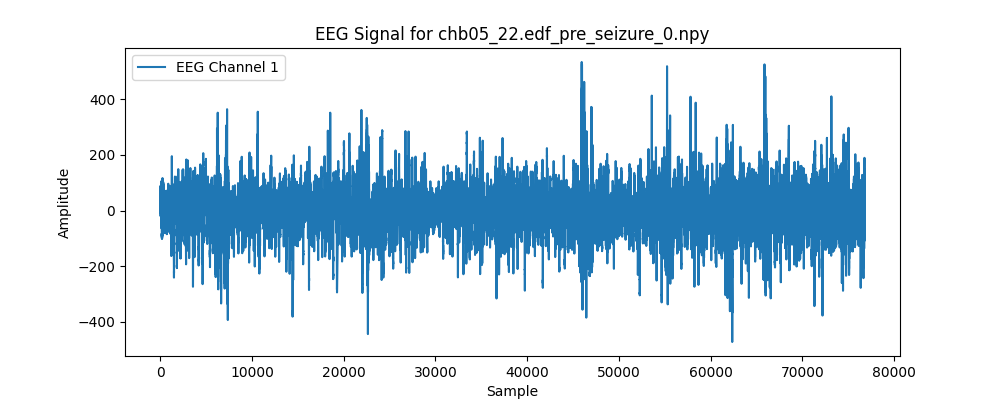 EEG Signal for chb05_22.edf_pre_seizure_0.npy
EEG Channel 1
Amplitude
400
200
0
−200
−400
0 10000 20000 30000 40000 50000 60000 70000 80000
Sample